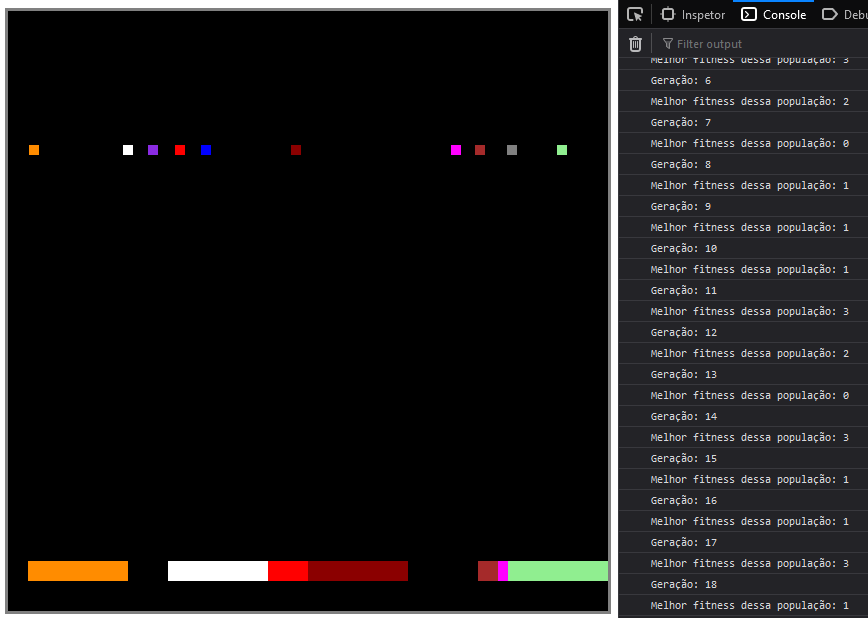 Inspetor Console Debu
Filter output
Melhor fitness dessa população: 3
Geração: 6
Melhor fitness dessa população: 2
Geração: 7
Melhor fitness dessa população: 0
Geração: 8
Melhor fitness dessa população: 1
Geração: 9
Melhor fitness dessa população: 1
Geração: 10
Melhor fitness dessa população: 1
Geração: 11
Melhor fitness dessa população: 3
Geração: 12
Melhor fitness dessa população: 2
Geração: 13
Melhor fitness dessa população: 0
Geração: 14
Melhor fitness dessa população: 3
Geração: 15
Melhor fitness dessa população: 1
Geração: 16
Melhor fitness dessa população: 1
Geração: 17
Melhor fitness dessa população: 3
Geração: 18
Melhor fitness dessa população: 1